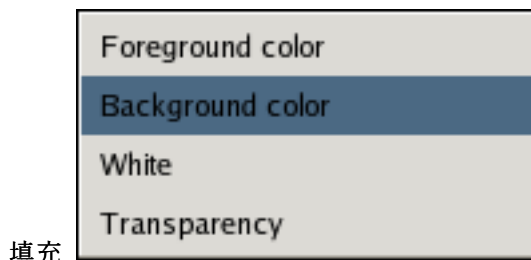 Foreground color
Background color
White
Transparency
填充